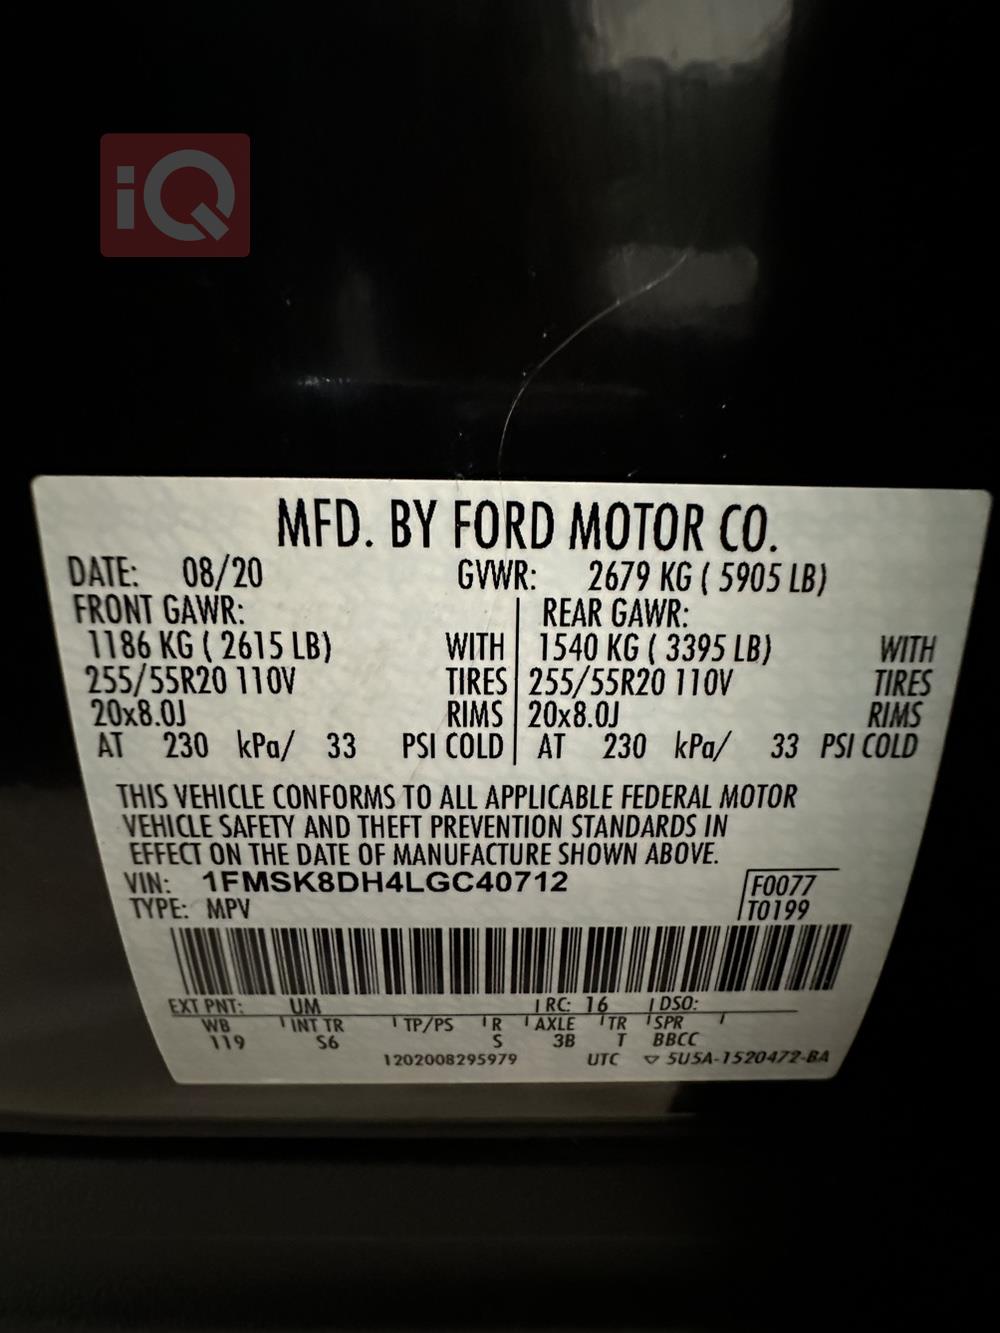 iQ
MFD. BY FORD MOTOR CO.
DATE: 08/20 GVWR: 2679 KG ( 5905 LB)
FRONT GAWR: REAR GAWR:
1186 KG ( 2615 LB) WITH 1540 KG ( 3395 LB) WITH
255/55R20 110V TIRES 255/55R20 110V TIRES
20x8.0J RIMS 20x8.0J RIMS
AT 230 kPa/ 33 PSI COLD AT 230 kPa/ 33 PSI COLD
THIS VEHICLE CONFORMS TO ALL APPLICABLE FEDERAL MOTOR
VEHICLE SAFETY AND THEFT PREVENTION STANDARDS IN
EFFECT ON THE DATE OF MANUFACTURE SHOWN ABOVE.
VIN: 1FMSK8DH4LGC40712 F0077
TYPE: MPV T0199
EXT PNT: UM RC: 16 DSO:
WB INT TR TP/PS R AXLE TR SPR
119 S6 S 3B T BBCC
1202008295979 UTC ▽ 5U5A-1520472-BA